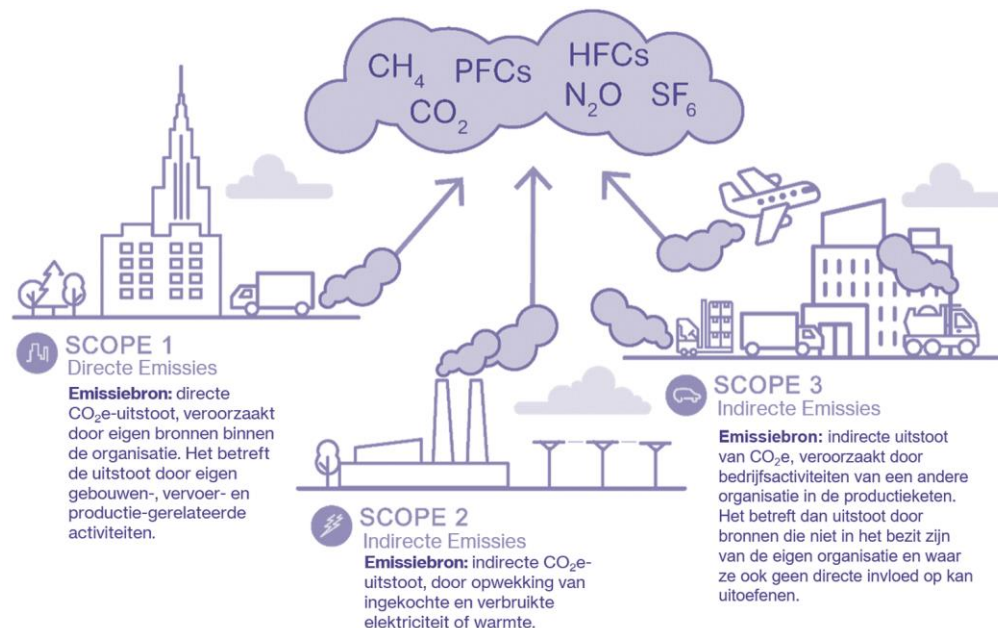 CH₄ PFCs HFCs
CO₂ N₂O SF₆
SCOPE 1
Directe Emissies
Emissiebron: directe
CO₂e-uitstoot, veroorzaakt
door eigen bronnen binnen
de organisatie. Het betreft
de uitstoot door eigen
gebouwen-, vervoer- en
productie-gerelateerde
activiteiten.
SCOPE 2
Indirecte Emissies
Emissiebron: indirecte CO₂e-
uitstoot, door opwekking van
ingekochte en verbruikte
elektriciteit of warmte.
SCOPE 3
Indirecte Emissies
Emissiebron: indirecte uitstoot
van CO₂e, veroorzaakt door
bedrijfsactiviteiten van een andere
organisatie in de productieketen.
Het betreft dan uitstoot door
bronnen die niet in het bezit zijn
van de eigen organisatie en waar
ze ook geen directe invloed op kan
uitoefenen.